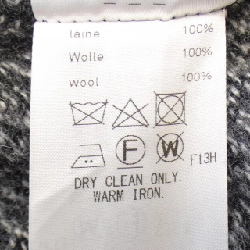 laine 100%
Wolle 100%
wool 100%
F W F13H
DRY CLEAN ONLY.
WARM IRON.